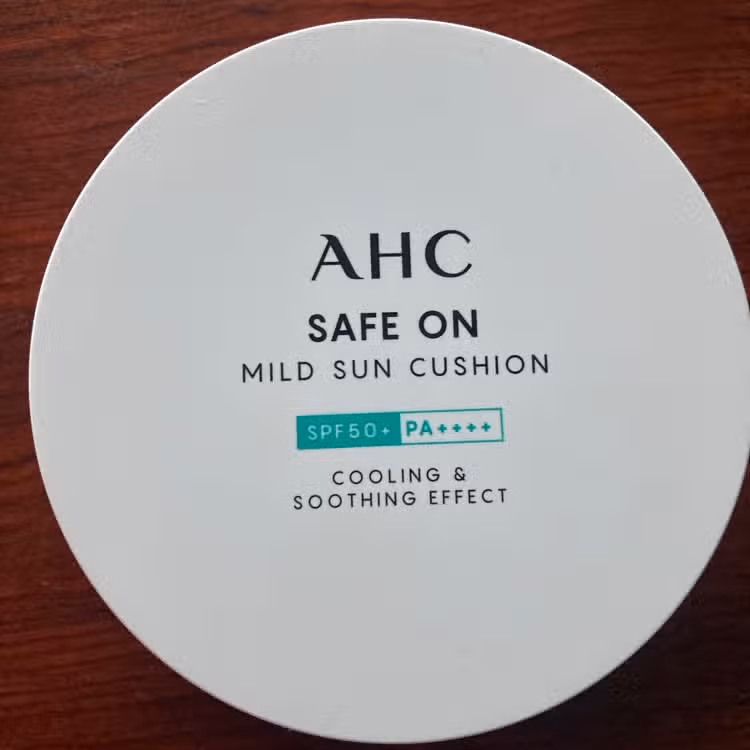 AHC
SAFE ON
MILD SUN CUSHION
SPF50+ PA++++
COOLING &
SOOTHING EFFECT